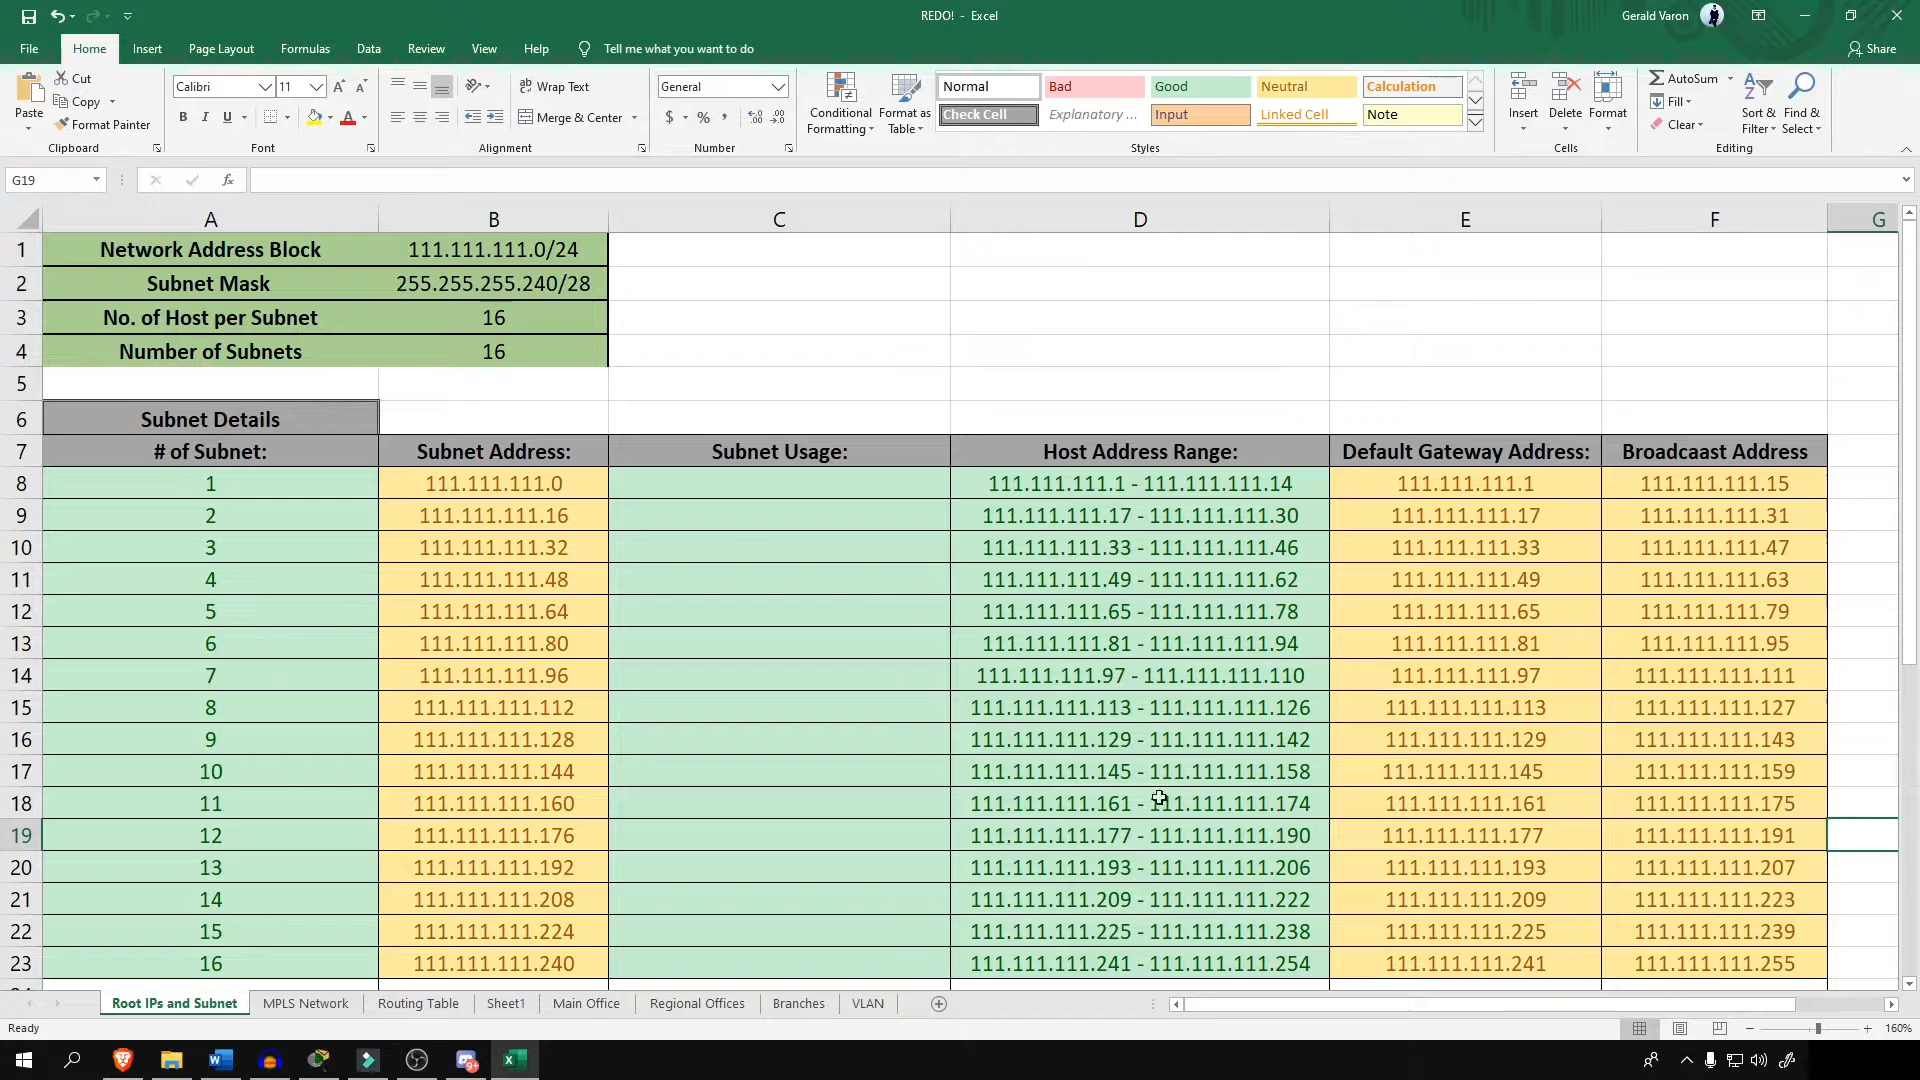 REDO! - Excel
Gerald Varon
File Home Insert Page Layout Formulas Data Review View Help Tell me what you want to do
Share
Paste
Cut
Copy
Format Painter
Clipboard
Calibri 11
B I U
Font
Wrap Text
Merge & Center
Alignment
General
$ % ,
Number
Conditional Formatting
Format as Table
Normal Bad Good Neutral Calculation
Check Cell Explanatory ... Input Linked Cell Note
Styles
Insert Delete Format
Cells
AutoSum
Fill
Clear
Sort & Filter
Find & Select
Editing
G19
fx
A B C D E F G
1 Network Address Block 111.111.111.0/24
2 Subnet Mask 255.255.255.240/28
3 No. of Host per Subnet 16
4 Number of Subnets 16
5
6 Subnet Details
7 # of Subnet: Subnet Address: Subnet Usage: Host Address Range: Default Gateway Address: Broadcaast Address
8 1 111.111.111.0 111.111.111.1 - 111.111.111.14 111.111.111.1 111.111.111.15
9 2 111.111.111.16 111.111.111.17 - 111.111.111.30 111.111.111.17 111.111.111.31
10 3 111.111.111.32 111.111.111.33 - 111.111.111.46 111.111.111.33 111.111.111.47
11 4 111.111.111.48 111.111.111.49 - 111.111.111.62 111.111.111.49 111.111.111.63
12 5 111.111.111.64 111.111.111.65 - 111.111.111.78 111.111.111.65 111.111.111.79
13 6 111.111.111.80 111.111.111.81 - 111.111.111.94 111.111.111.81 111.111.111.95
14 7 111.111.111.96 111.111.111.97 - 111.111.111.110 111.111.111.97 111.111.111.111
15 8 111.111.111.112 111.111.111.113 - 111.111.111.126 111.111.111.113 111.111.111.127
16 9 111.111.111.128 111.111.111.129 - 111.111.111.142 111.111.111.129 111.111.111.143
17 10 111.111.111.144 111.111.111.145 - 111.111.111.158 111.111.111.145 111.111.111.159
18 11 111.111.111.160 111.111.111.161 - 111.111.111.174 111.111.111.161 111.111.111.175
19 12 111.111.111.176 111.111.111.177 - 111.111.111.190 111.111.111.177 111.111.111.191
20 13 111.111.111.192 111.111.111.193 - 111.111.111.206 111.111.111.193 111.111.111.207
21 14 111.111.111.208 111.111.111.209 - 111.111.111.222 111.111.111.209 111.111.111.223
22 15 111.111.111.224 111.111.111.225 - 111.111.111.238 111.111.111.225 111.111.111.239
23 16 111.111.111.240 111.111.111.241 - 111.111.111.254 111.111.111.241 111.111.111.255
Root IPs and Subnet MPLS Network Routing Table Sheet1 Main Office Regional Offices Branches VLAN
Ready
160%